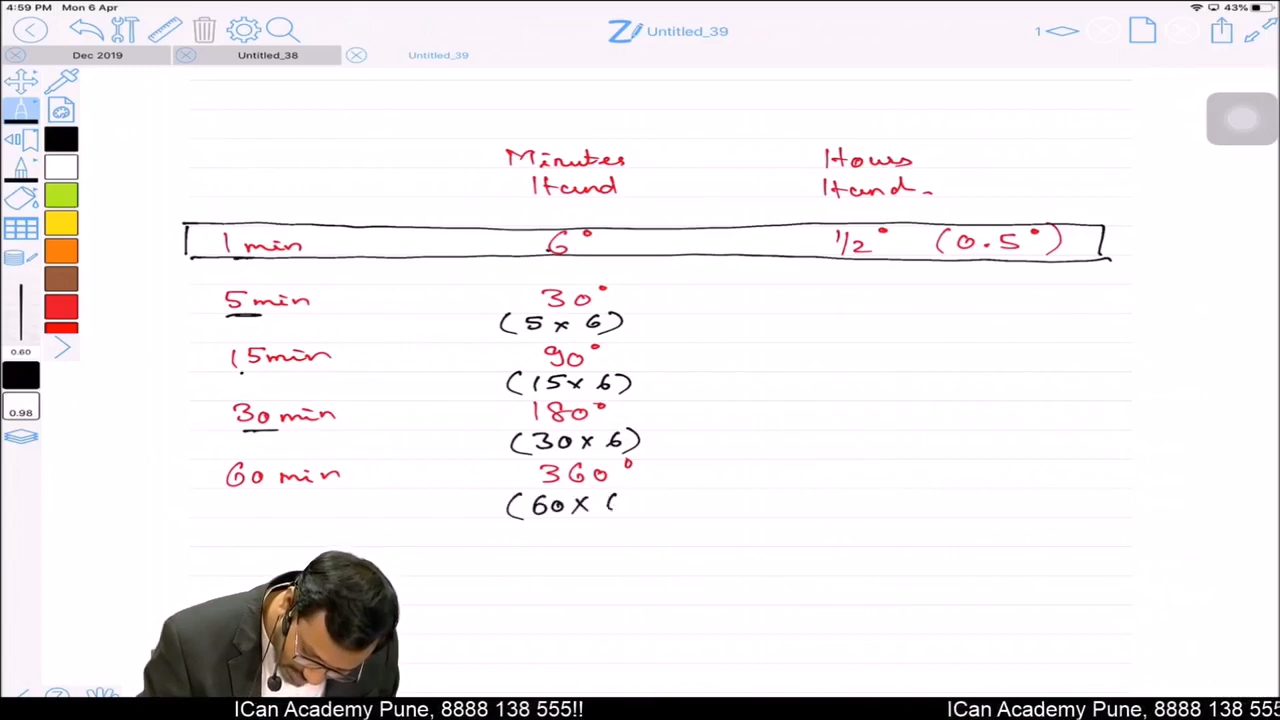 4:59 PM Mon 6 Apr 43%
Untitled_39 1
Dec 2019 Untitled_38 Untitled_39
Minutes Hours
Hand Hand
1 min 6° 1/2° (0.5°)
5 min 30°
(5 x 6)
15 min 90°
(15 x 6)
0.60
30 min 180°
0.98
(30 x 6)
60 min 360°
(60 x (
ICan Academy Pune, 8888 138 555!! ICan Academy Pune, 8888 138 555